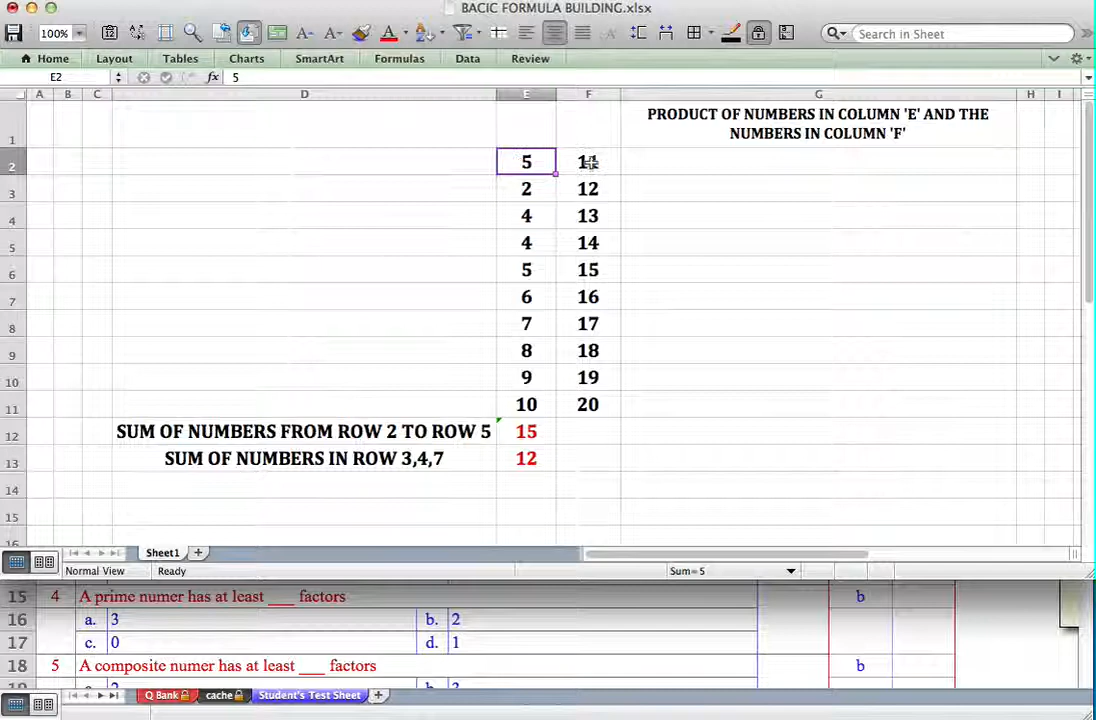 BACIC FORMULA BUILDING.xlsx
100% Search in Sheet
Home Layout Tables Charts SmartArt Formulas Data Review
E2 fx 5
A B C D E F G H I
1 PRODUCT OF NUMBERS IN COLUMN 'E' AND THE
NUMBERS IN COLUMN 'F'
2 5 11
3 2 12
4 4 13
5 4 14
6 5 15
7 6 16
8 7 17
9 8 18
10 9 19
11 10 20
12 SUM OF NUMBERS FROM ROW 2 TO ROW 5 15
13 SUM OF NUMBERS IN ROW 3,4,7 12
14
15
16
Sheet1
Normal View Ready Sum=5
15 4 A prime numer has at least ___ factors b
16 a. 3 b. 2
17 c. 0 d. 1
18 5 A composite numer has at least ___ factors b
19
Q Bank cache Student's Test Sheet